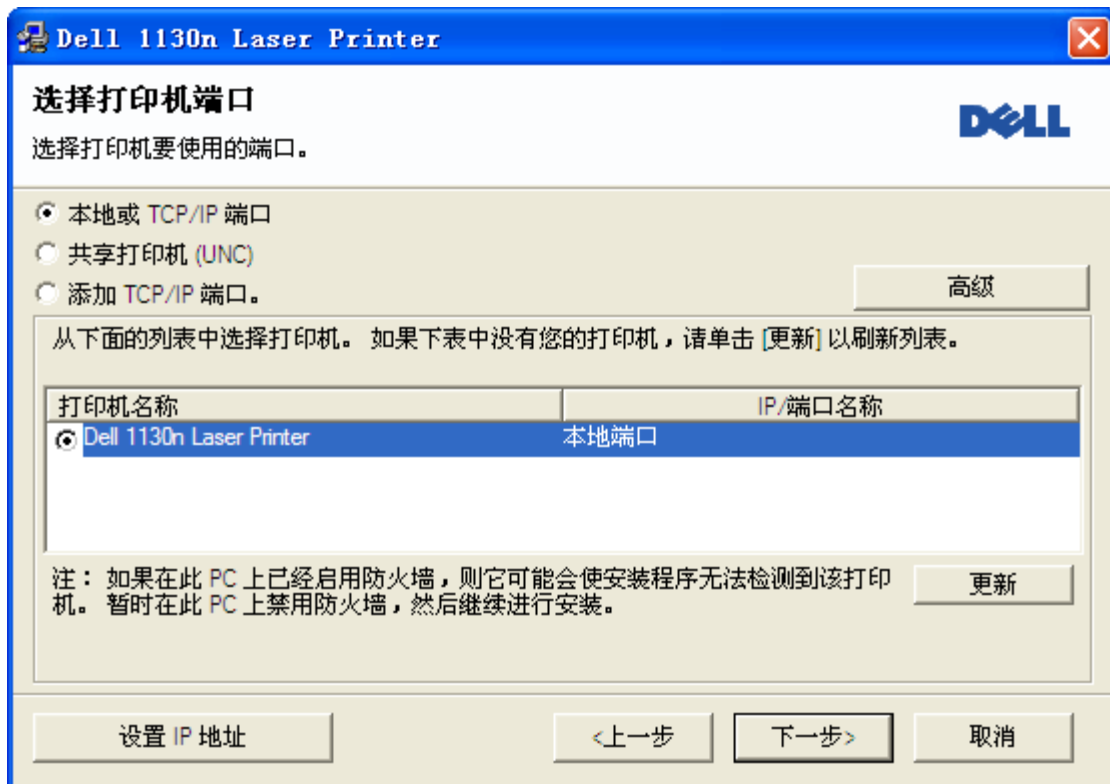 Dell 1130n Laser Printer
选择打印机端口
选择打印机要使用的端口。
DELL
本地或 TCP/IP 端口
共享打印机 (UNC)
添加 TCP/IP 端口。
高级
从下面的列表中选择打印机。 如果下表中没有您的打印机，请单击 [更新] 以刷新列表。
打印机名称 IP/端口名称
Dell 1130n Laser Printer 本地端口
注： 如果在此 PC 上已经启用防火墙，则它可能会使安装程序无法检测到该打印
机。 暂时在此 PC 上禁用防火墙，然后继续进行安装。
更新
设置 IP 地址 <上一步 下一步> 取消